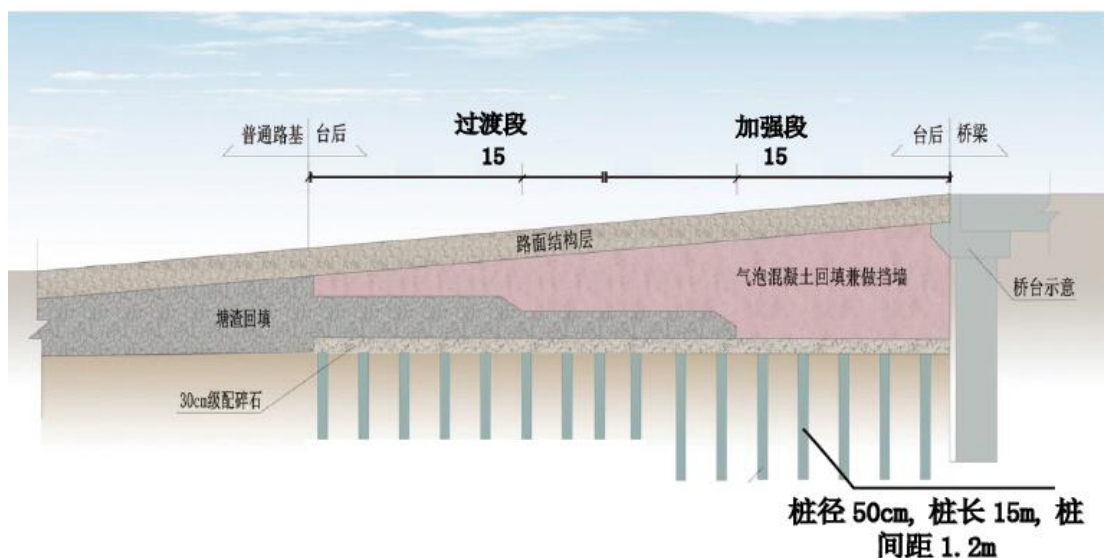 过渡段
加强段
普通路基 台后
15
15
台后 桥梁
路面结构层
气泡混凝土回填兼做挡墙
桥台示意
塘渣回填
30cm级配碎石
桩径 50cm, 桩长 15m, 桩
间距 1.2m